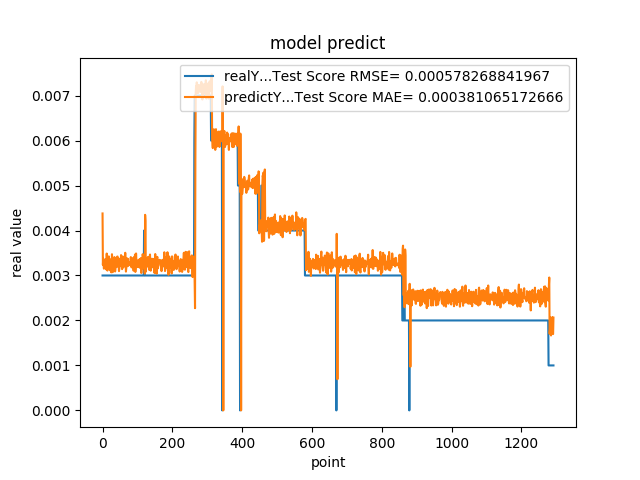 model predict
realY...Test Score RMSE= 0.000578268841967
predictY...Test Score MAE= 0.000381065172666
0.007
0.006
0.005
0.004
0.003
0.002
0.001
0.000
real value
0 200 400 600 800 1000 1200
point